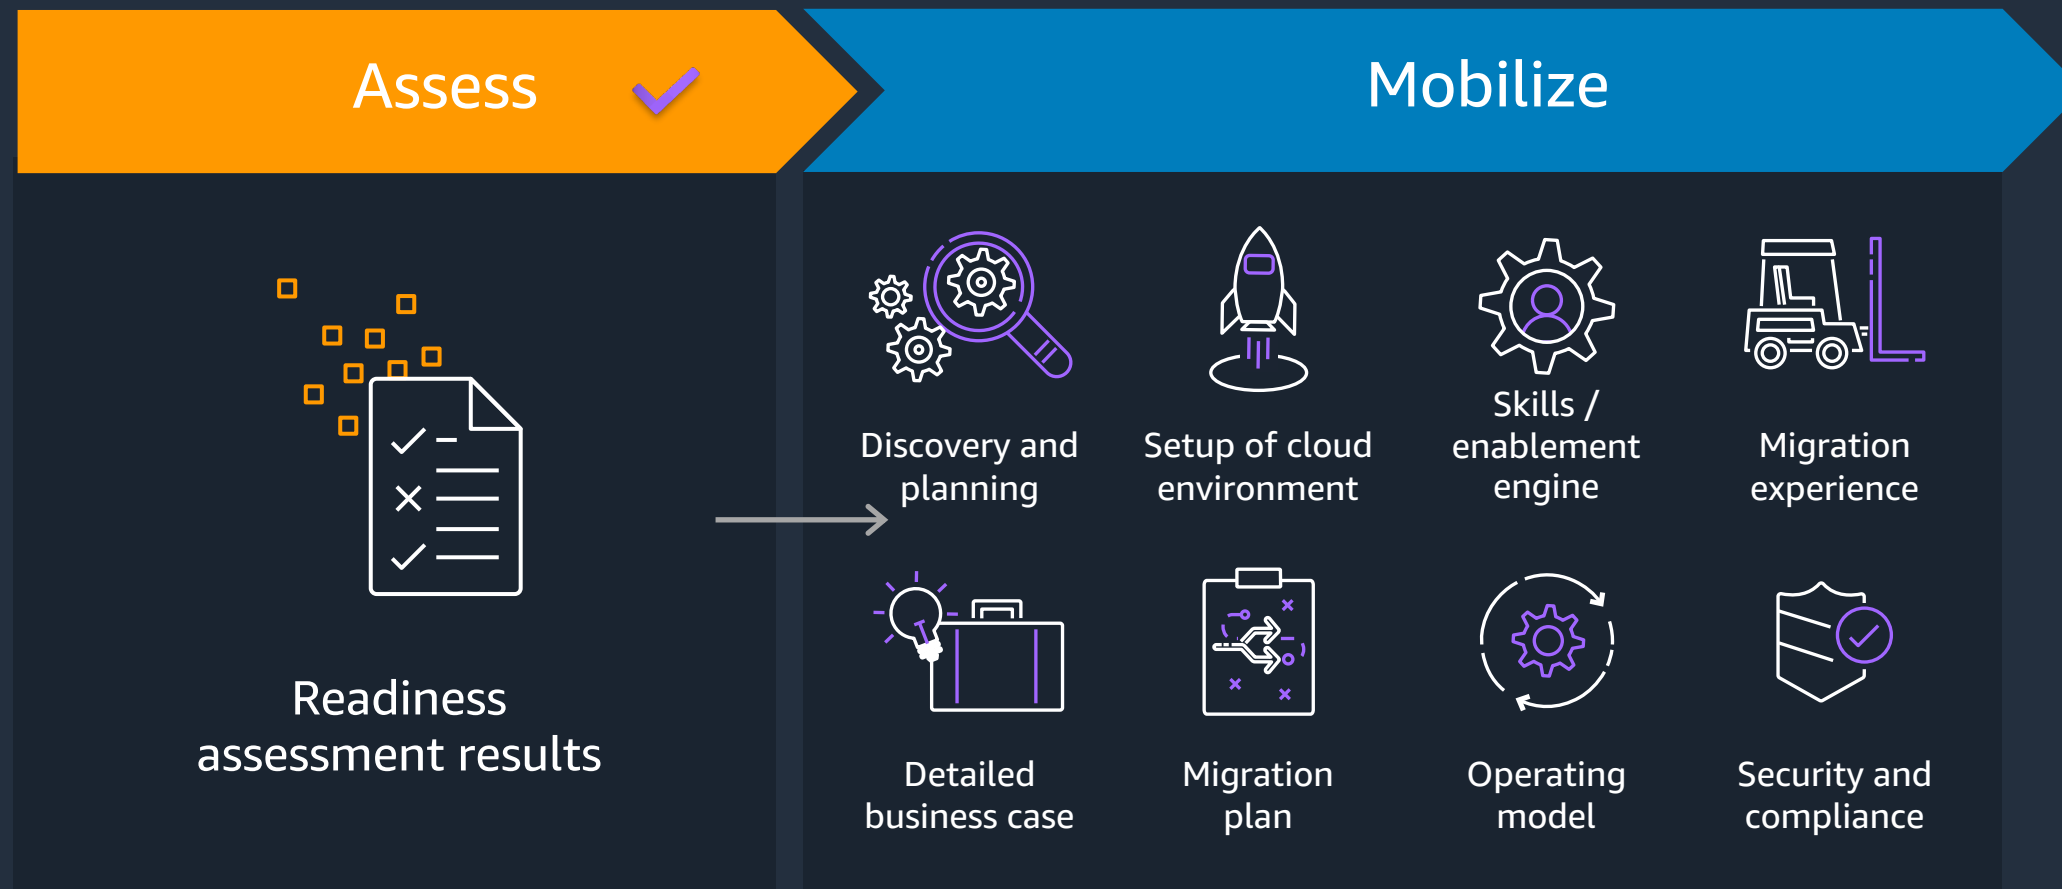 Assess
Mobilize
Readiness
assessment results
Discovery and
planning
Setup of cloud
environment
Skills /
enablement
engine
Migration
experience
Detailed
business case
Migration
plan
Operating
model
Security and
compliance